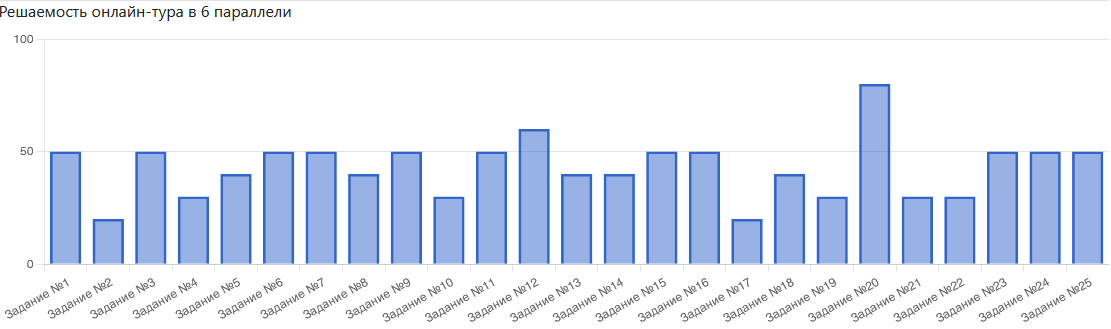 Решаемость онлайн-тура в 6 параллели
100
50
0
Задание №1
Задание №2
Задание №3
Задание №4
Задание №5
Задание №6
Задание №7
Задание №8
Задание №9
Задание №10
Задание №11
Задание №12
Задание №13
Задание №14
Задание №15
Задание №16
Задание №17
Задание №18
Задание №19
Задание №20
Задание №21
Задание №22
Задание №23
Задание №24
Задание №25